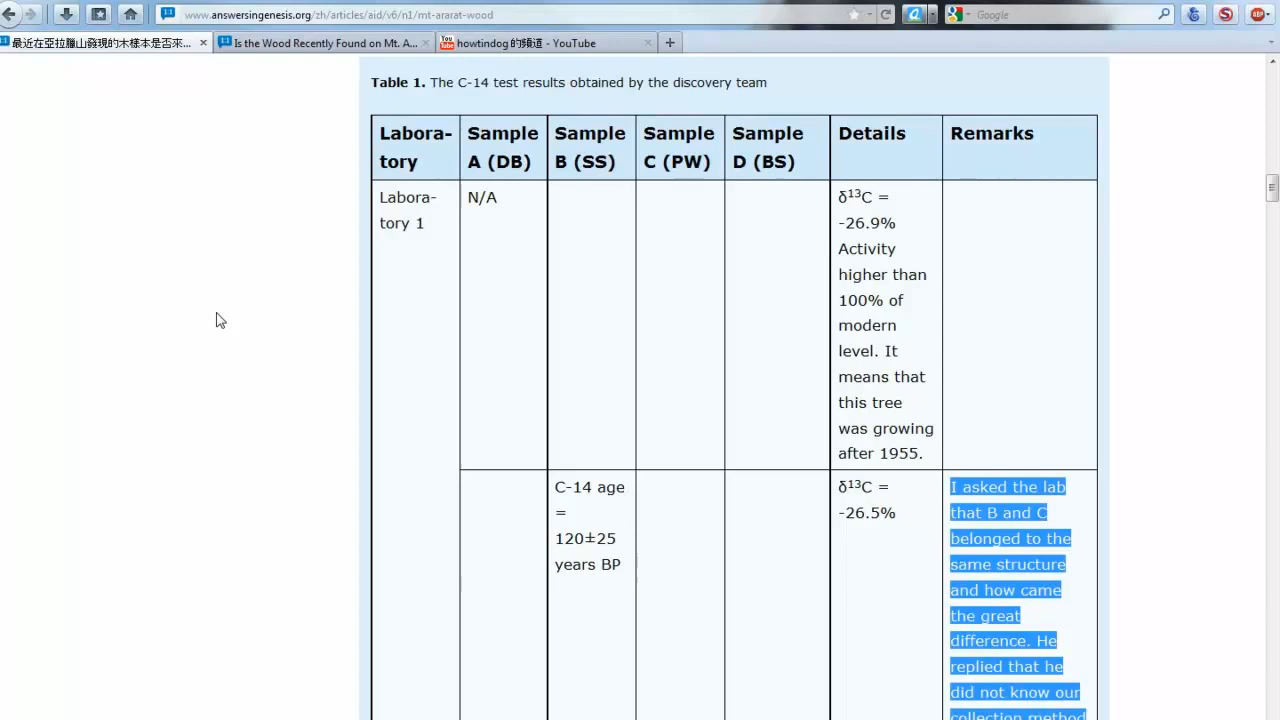 www.answersingenesis.org/zh/articles/aid/v6/n1/mt-ararat-wood
Google
最近在亞拉臘山發現的木樣本是否來...
Is the Wood Recently Found on Mt. A...
howtindog 的頻道 - YouTube
Table 1. The C-14 test results obtained by the discovery team
Labora-
tory
Sample
A (DB)
Sample
B (SS)
Sample
C (PW)
Sample
D (BS)
Details
Remarks
Labora-
tory 1
N/A
δ13C =
-26.9%
Activity
higher than
100% of
modern
level. It
means that
this tree
was growing
after 1955.
C-14 age
=
120±25
years BP
δ13C =
-26.5%
I asked the lab
that B and C
belonged to the
same structure
and how came
the great
difference. He
replied that he
did not know our
collection method